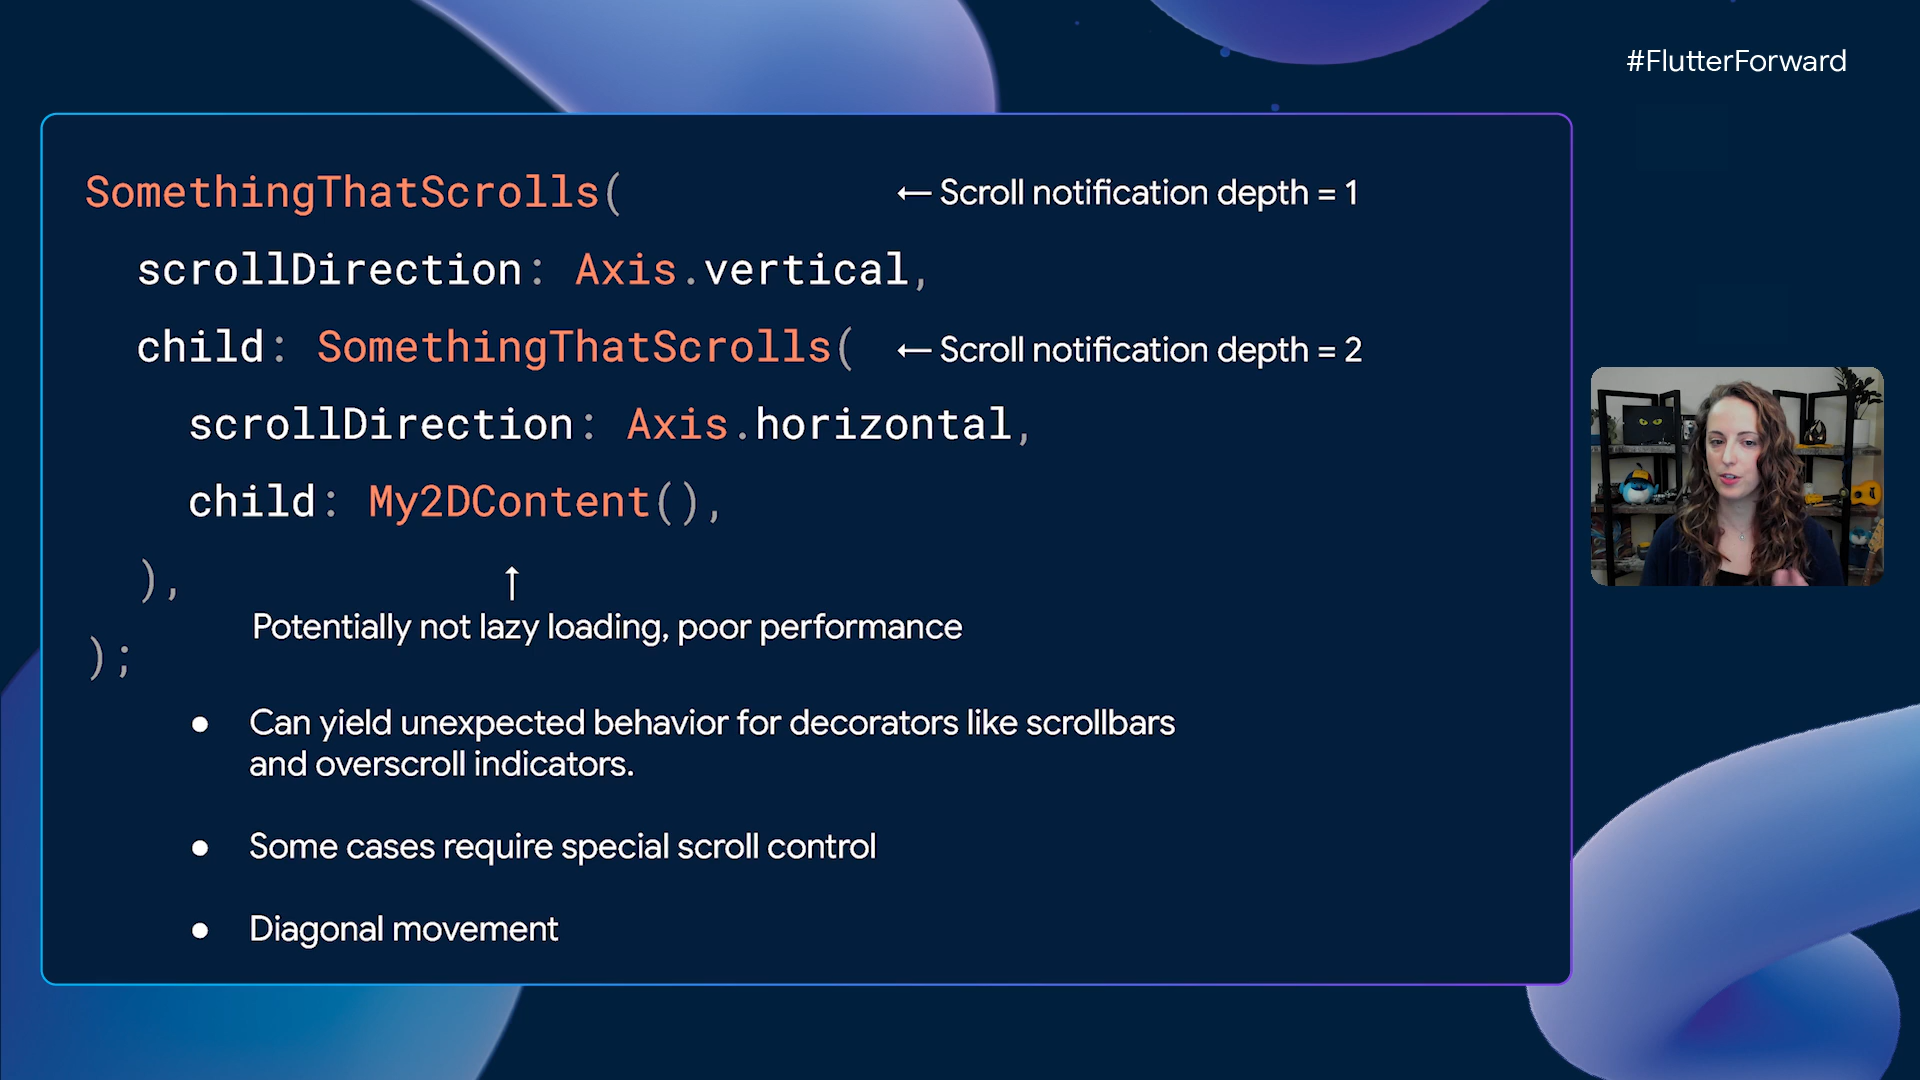 #FlutterForward
SomethingThatScrolls(
← Scroll notification depth = 1
scrollDirection: Axis.vertical,
child: SomethingThatScrolls(
← Scroll notification depth = 2
scrollDirection: Axis.horizontal,
child: My2DContent(),
),
↑
Potentially not lazy loading, poor performance
);
● Can yield unexpected behavior for decorators like scrollbars
and overscroll indicators.
● Some cases require special scroll control
● Diagonal movement